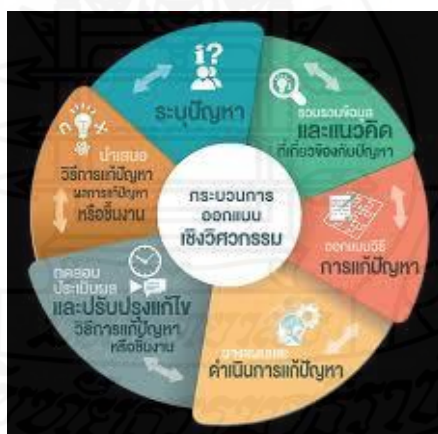 ระบุปัญหา
รวบรวมข้อมูล
และแนวคิด
ที่เกี่ยวข้องกับปัญหา
ออกแบบวิธี
การแก้ปัญหา
วางแผนและ
ดำเนินการแก้ปัญหา
ทดสอบ
ประเมินผล
และปรับปรุงแก้ไข
วิธีการแก้ปัญหา
หรือชิ้นงาน
นำเสนอ
วิธีการแก้ปัญหา
ผลการแก้ปัญหา
หรือชิ้นงาน
กระบวนการ
ออกแบบ
เชิงวิศวกรรม